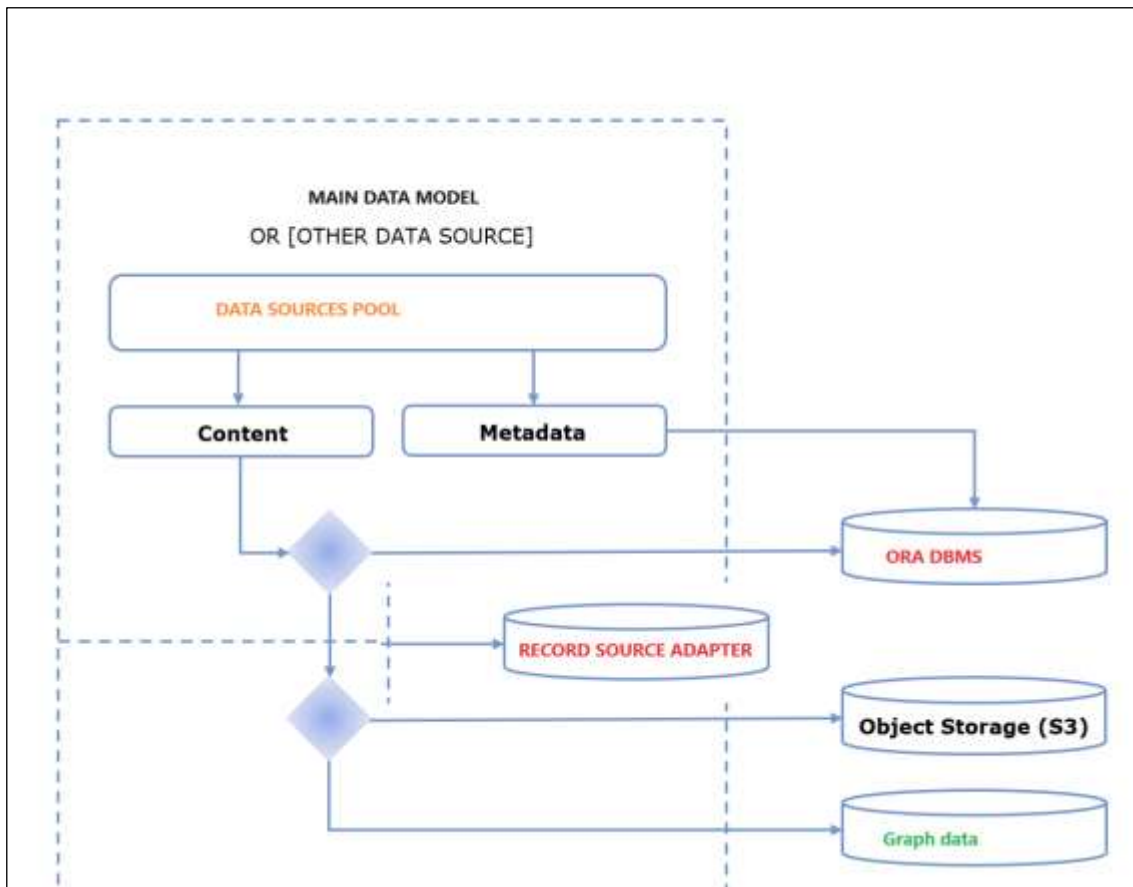 MAIN DATA MODEL
OR [OTHER DATA SOURCE]
DATA SOURCES POOL
Content
Metadata
ORA DBMS
RECORD SOURCE ADAPTER
Object Storage (S3)
Graph data